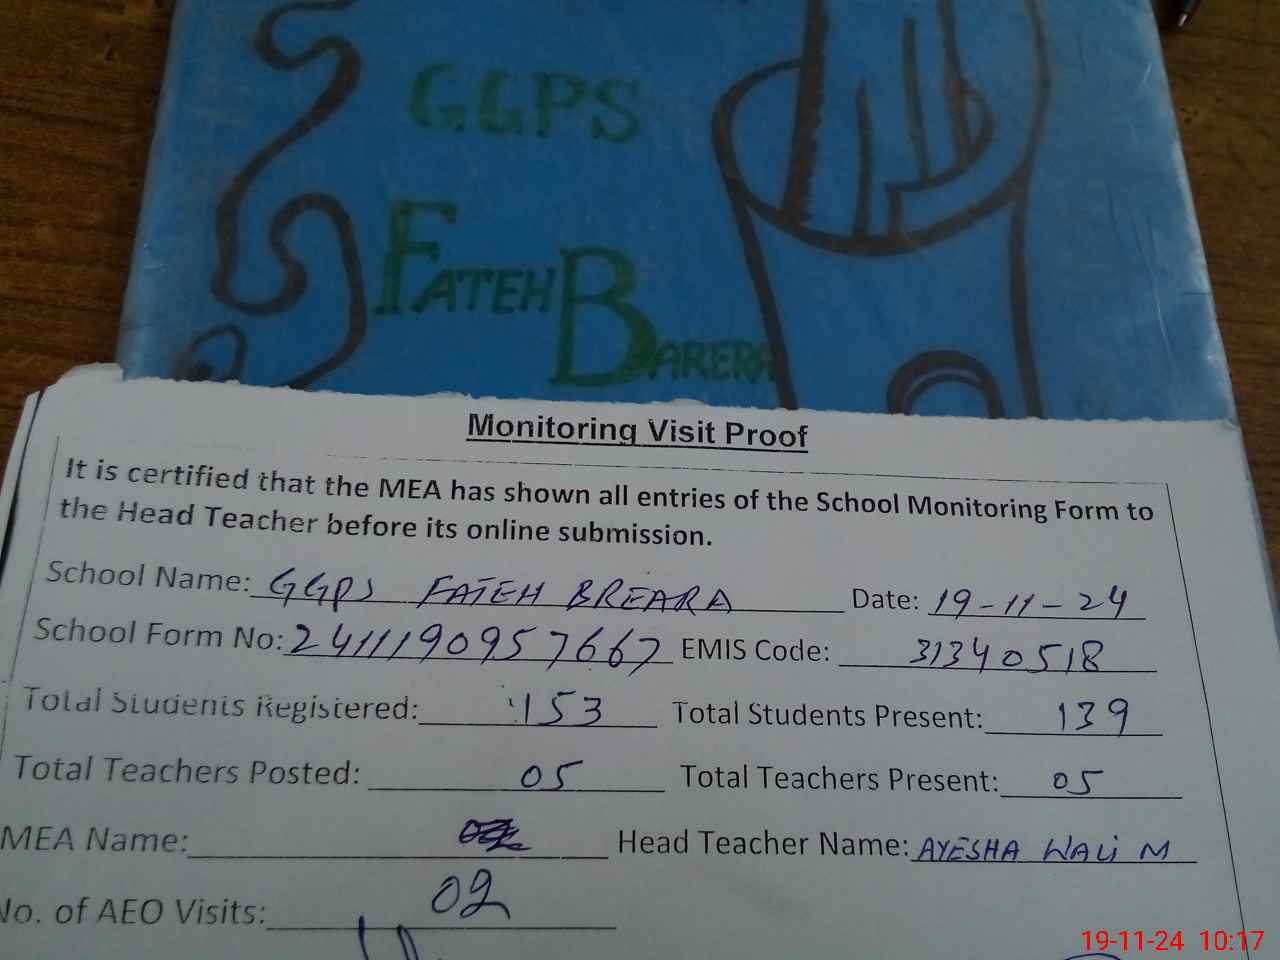 GGPS
FATEH BARERA
Monitoring Visit Proof
It is certified that the MEA has shown all entries of the School Monitoring Form to
the Head Teacher before its online submission.
School Name: GGPS FATEH BREARA Date: 19-11-24
School Form No: 2411190957667 EMIS Code: 31340518
Total Students Registered: 153 Total Students Present: 139
Total Teachers Posted: 05 Total Teachers Present: 05
MEA Name: Head Teacher Name: AYESHA WALI M
No. of AEO Visits: 02
19-11-24 10:17